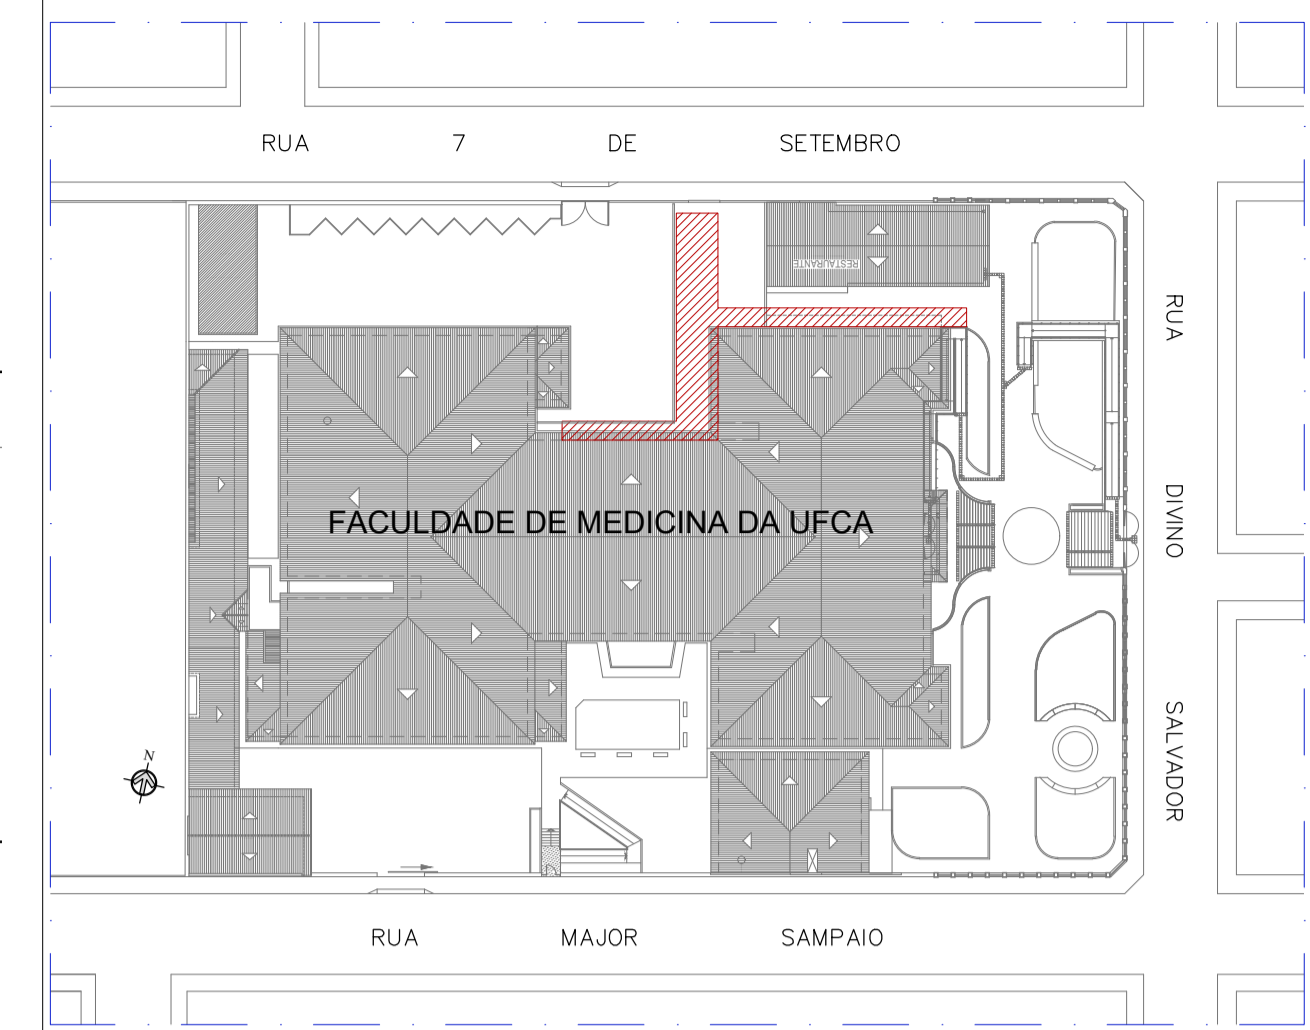 RUA 7 DE SETEMBRO
RESTAURANTE
RUA DIVINO SALVADOR
FACULDADE DE MEDICINA DA UFCA
N
RUA MAJOR SAMPAIO